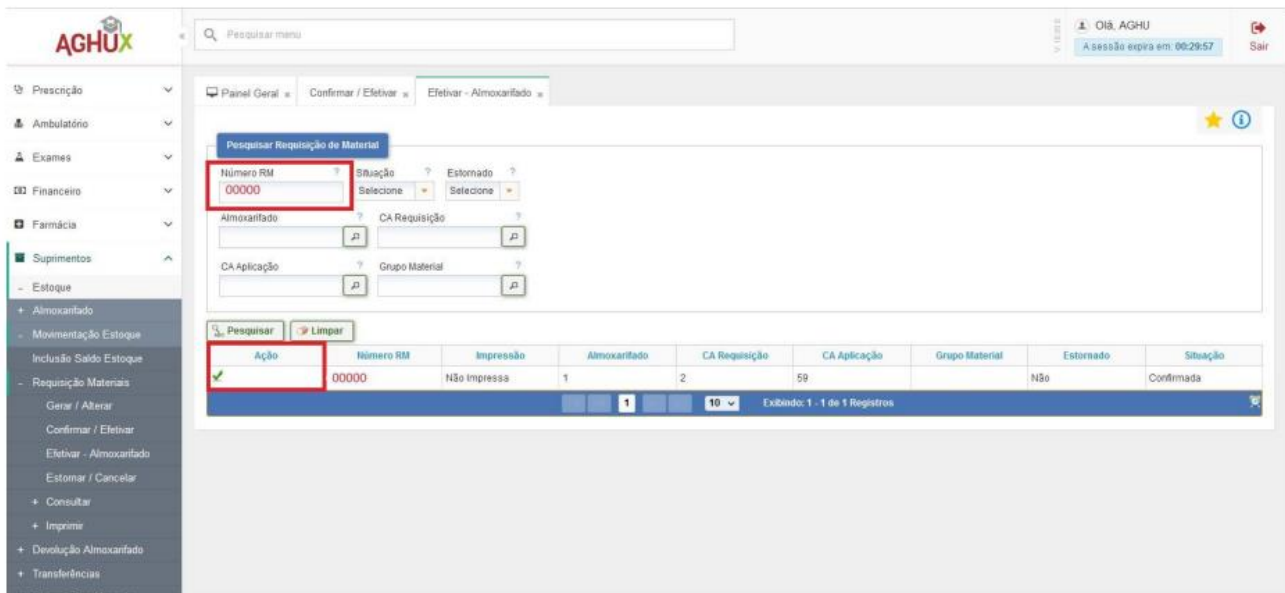 AGHUX
«
Pesquisar menu
Olá, AGHU
A sessão expira em: 00:29:57
Sair
Prescrição
Ambulatório
Exames
Financeiro
Farmácia
Suprimentos
- Estoque
+ Almoxarifado
- Movimentação Estoque
Inclusão Saldo Estoque
- Requisição Materiais
Gerar / Alterar
Confirmar / Efetivar
Efetivar - Almoxarifado
Estornar / Cancelar
+ Consultar
+ Imprimir
+ Devolução Almoxarifado
+ Transferências
Painel Geral Confirmar / Efetivar Efetivar - Almoxarifado
Pesquisar Requisição de Material
Número RM ? Situação ? Estornado ?
00000 Selecione Selecione
Almoxarifado ? CA Requisição ?
CA Aplicação ? Grupo Material ?
Pesquisar Limpar
Ação Número RM Impressão Almoxarifado CA Requisição CA Aplicação Grupo Material Estornado Situação
00000 Não Impressa 1 2 59 Não Confirmada
1 10 Exibindo: 1 - 1 de 1 Registros